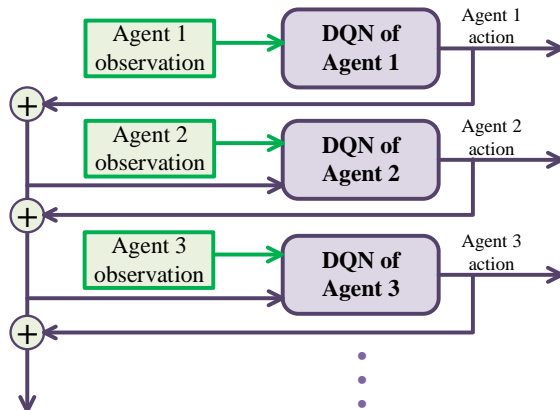 Agent 1
observation
DQN of
Agent 1
Agent 1
action
+
Agent 2
observation
DQN of
Agent 2
Agent 2
action
+
Agent 3
observation
DQN of
Agent 3
Agent 3
action
+